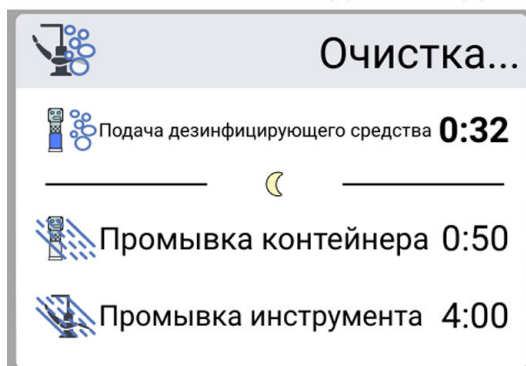 Очистка...
Подача дезинфицирующего средства 0:32
Промывка контейнера 0:50
Промывка инструмента 4:00